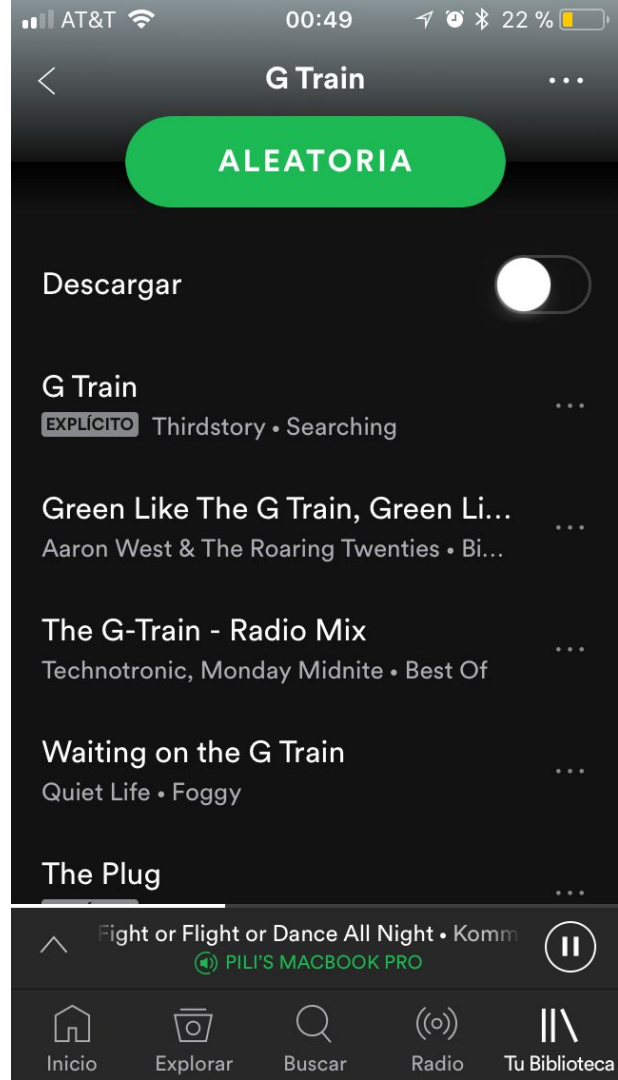 AT&T 00:49 22 %
G Train
ALEATORIA
Descargar
G Train
EXPLÍCITO Thirdstory • Searching
Green Like The G Train, Green Li...
Aaron West & The Roaring Twenties • Bi...
The G-Train - Radio Mix
Technotronic, Monday Midnite • Best Of
Waiting on the G Train
Quiet Life • Foggy
The Plug
Fight or Flight or Dance All Night • Komm
PILI'S MACBOOK PRO
Inicio Explorar Buscar Radio Tu Biblioteca